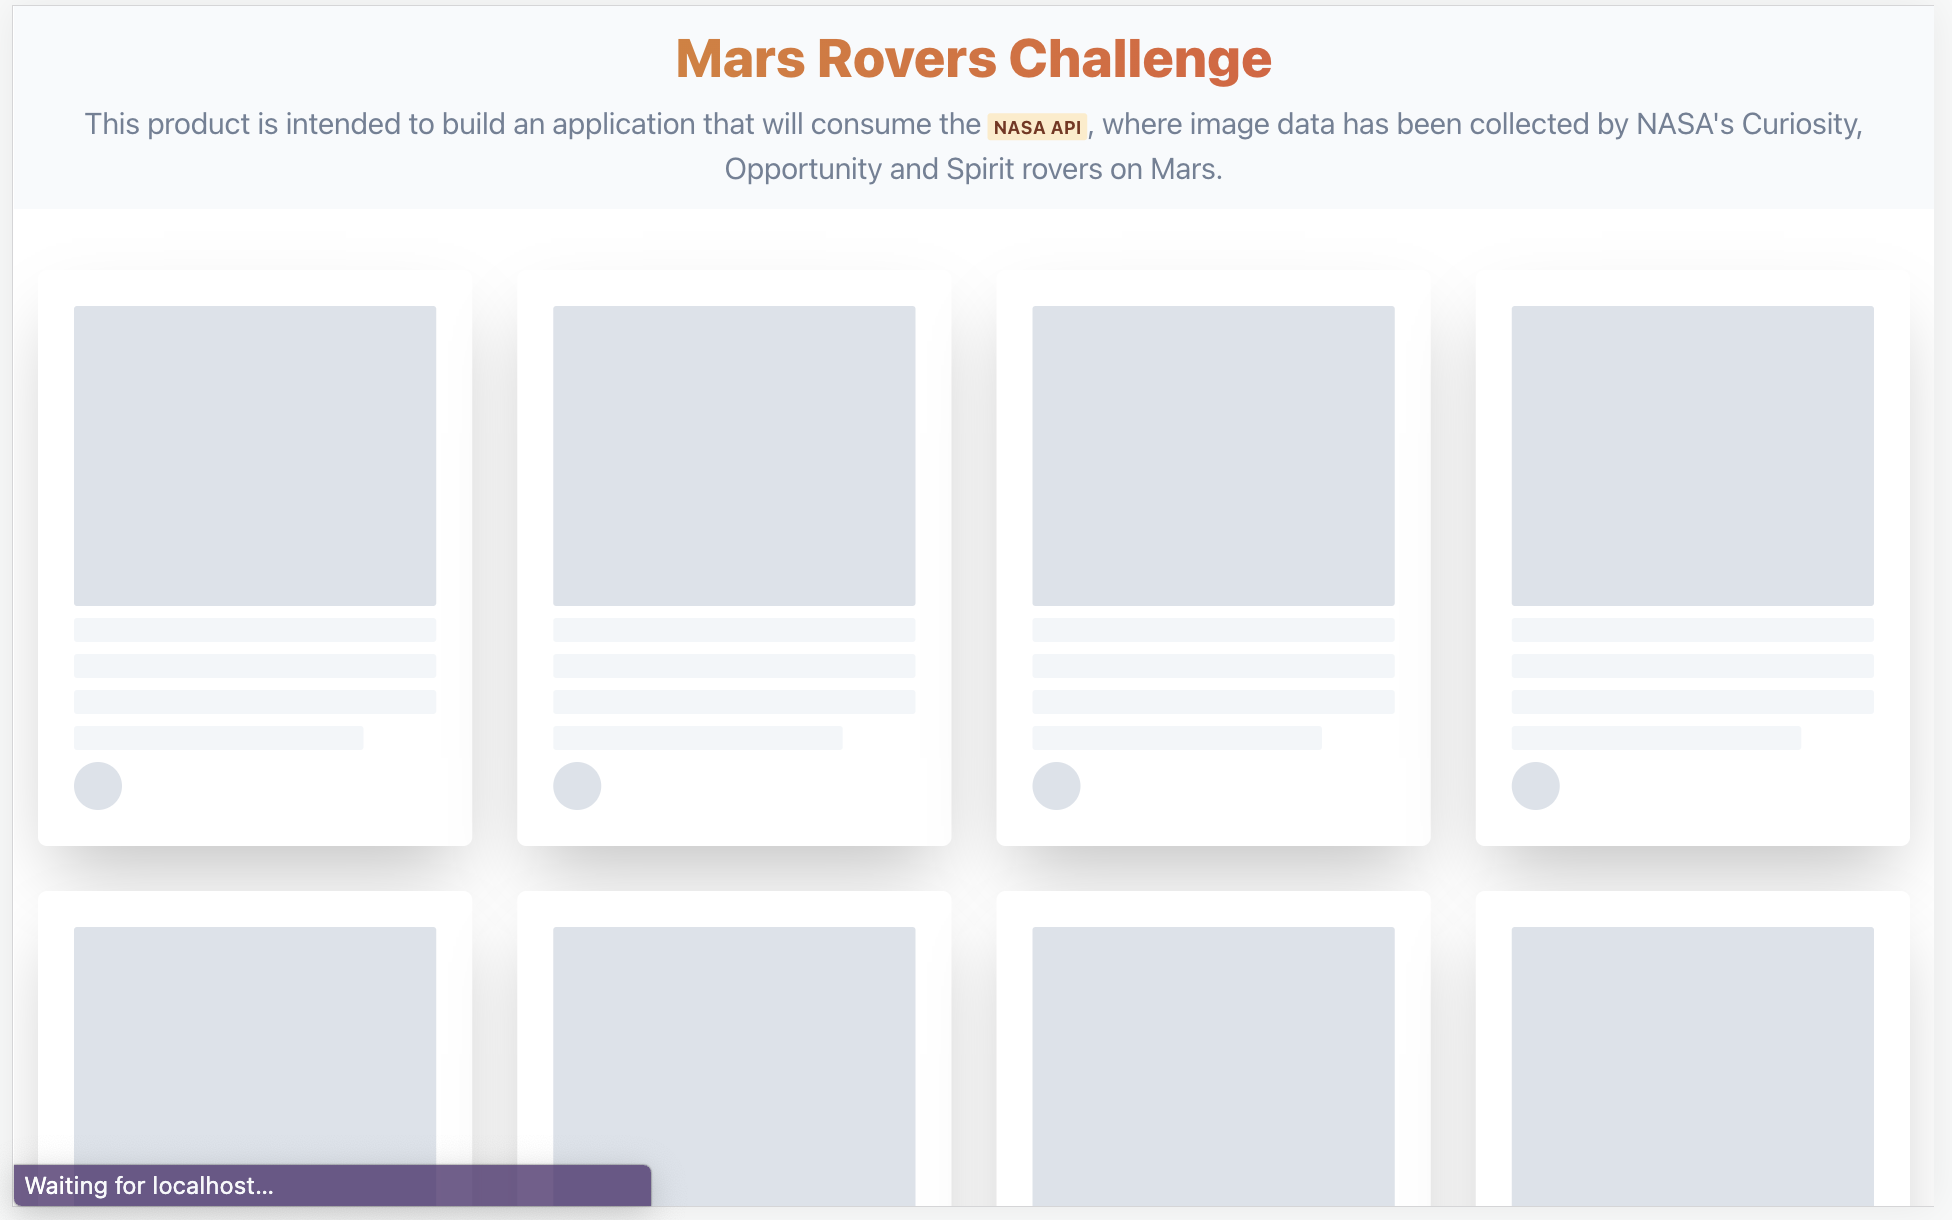 Mars Rovers Challenge
This product is intended to build an application that will consume the NASA API, where image data has been collected by NASA's Curiosity,
Opportunity and Spirit rovers on Mars.
Waiting for localhost...